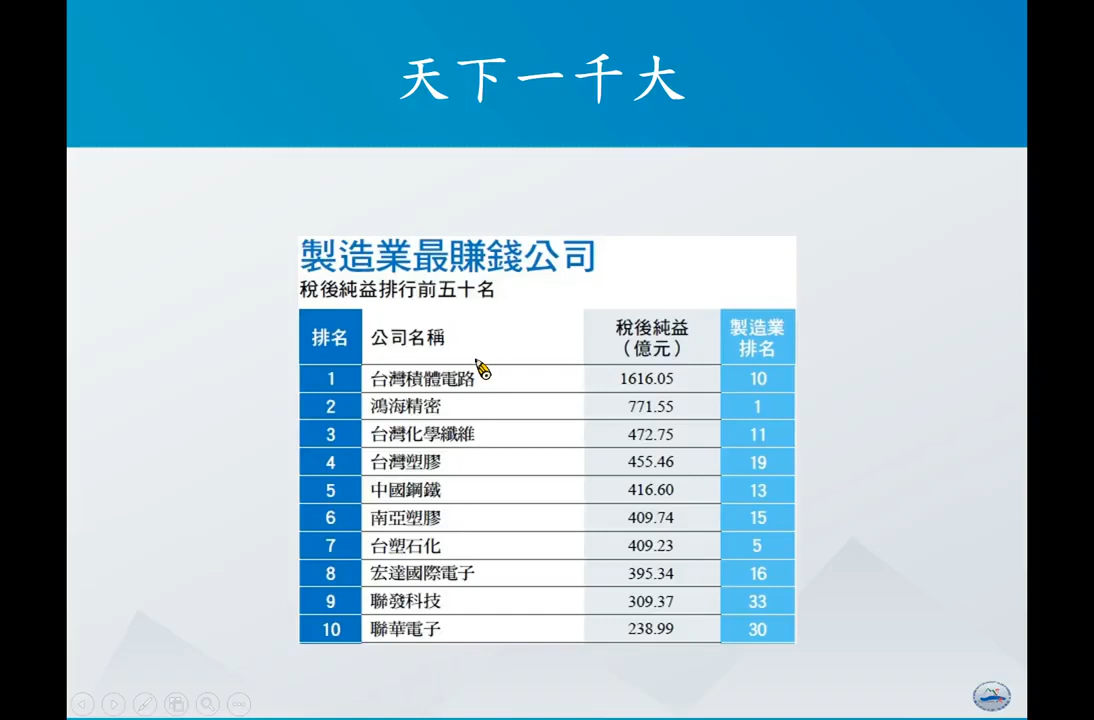 天下一千大
製造業最賺錢公司
稅後純益排行前五十名
排名 公司名稱 稅後純益（億元） 製造業排名
1 台灣積體電路 1616.05 10
2 鴻海精密 771.55 1
3 台灣化學纖維 472.75 11
4 台灣塑膠 455.46 19
5 中國鋼鐵 416.60 13
6 南亞塑膠 409.74 15
7 台塑石化 409.23 5
8 宏達國際電子 395.34 16
9 聯發科技 309.37 33
10 聯華電子 238.99 30